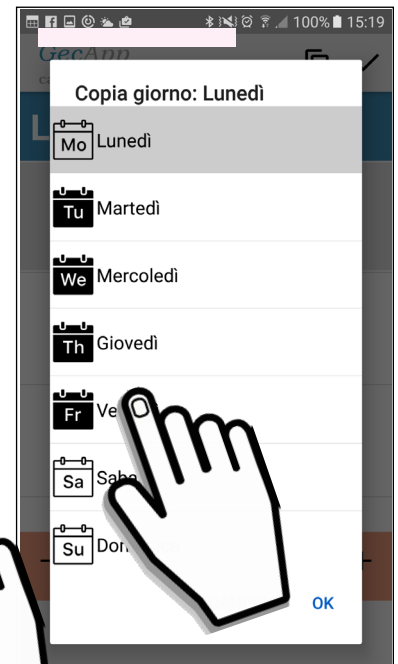 100% 15:19
GecApp
Copia giorno: Lunedì
Mo Lunedì
Tu Martedì
We Mercoledì
Th Giovedì
Fr
Sa
Su
OK